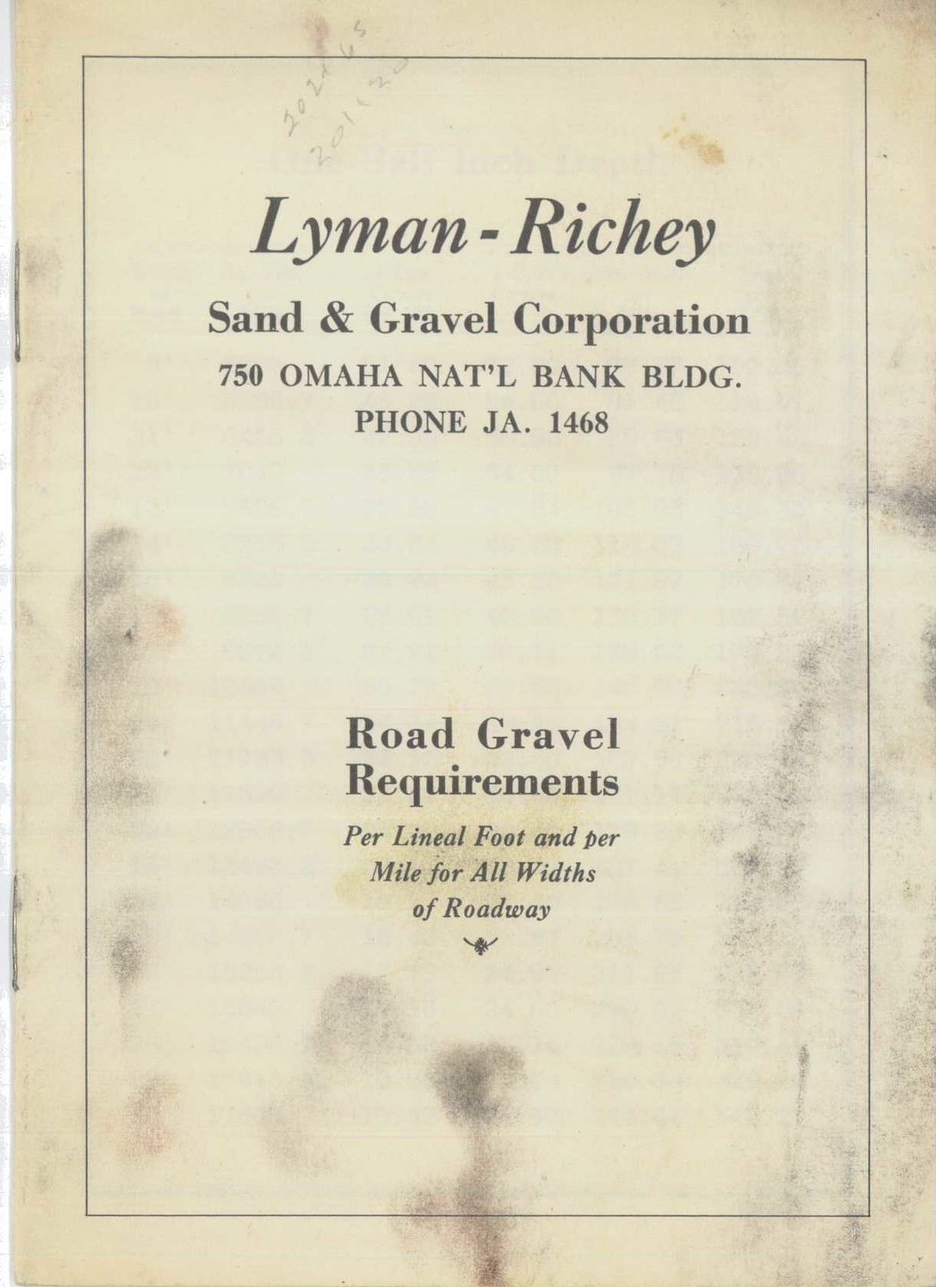 Lyman - Richey
Sand & Gravel Corporation
750 OMAHA NAT'L BANK BLDG.
PHONE JA. 1468
Road Gravel
Requirements
Per Lineal Foot and per
Mile for All Widths
of Roadway